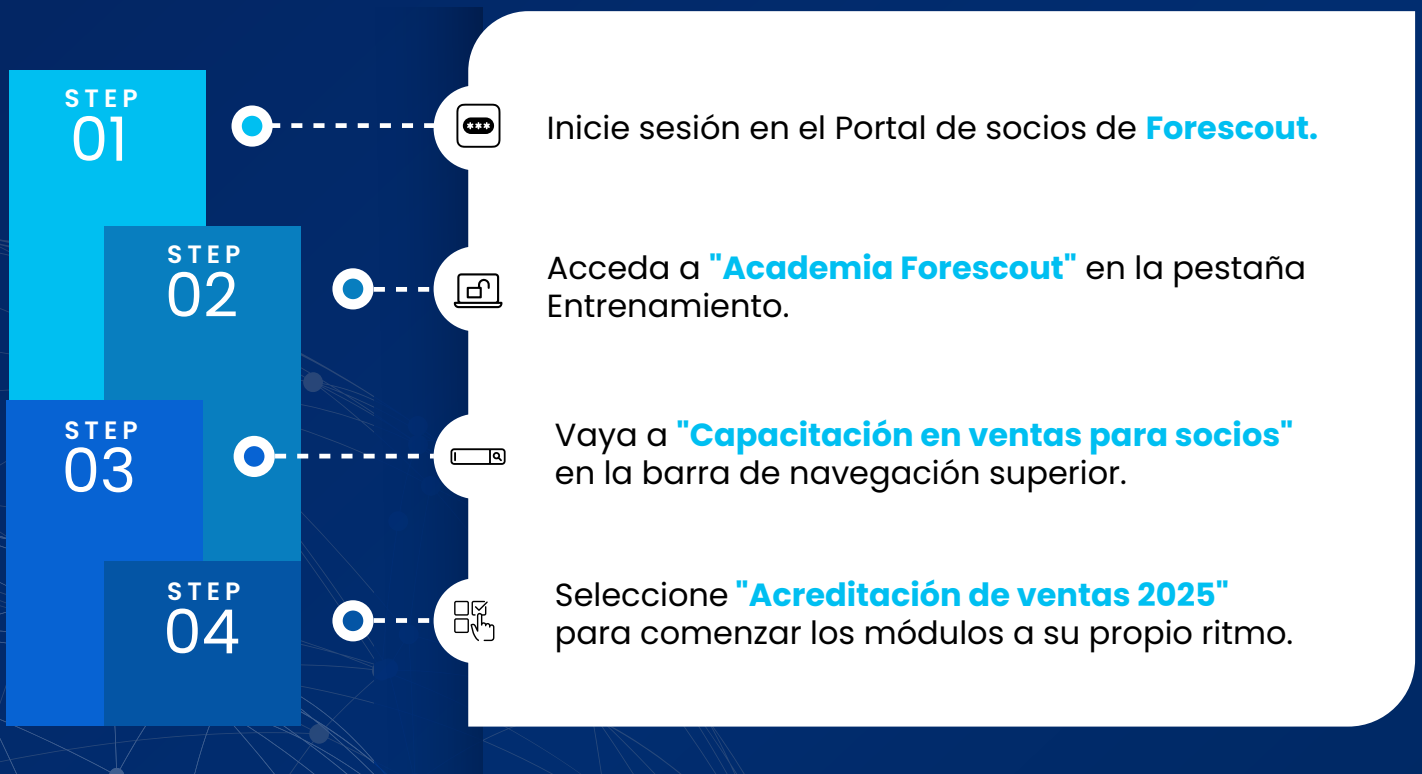 STEP
01
Inicie sesión en el Portal de socios de Forescout.
STEP
02
Acceda a "Academia Forescout" en la pestaña
Entrenamiento.
STEP
03
Vaya a "Capacitación en ventas para socios"
en la barra de navegación superior.
STEP
04
Seleccione "Acreditación de ventas 2025"
para comenzar los módulos a su propio ritmo.